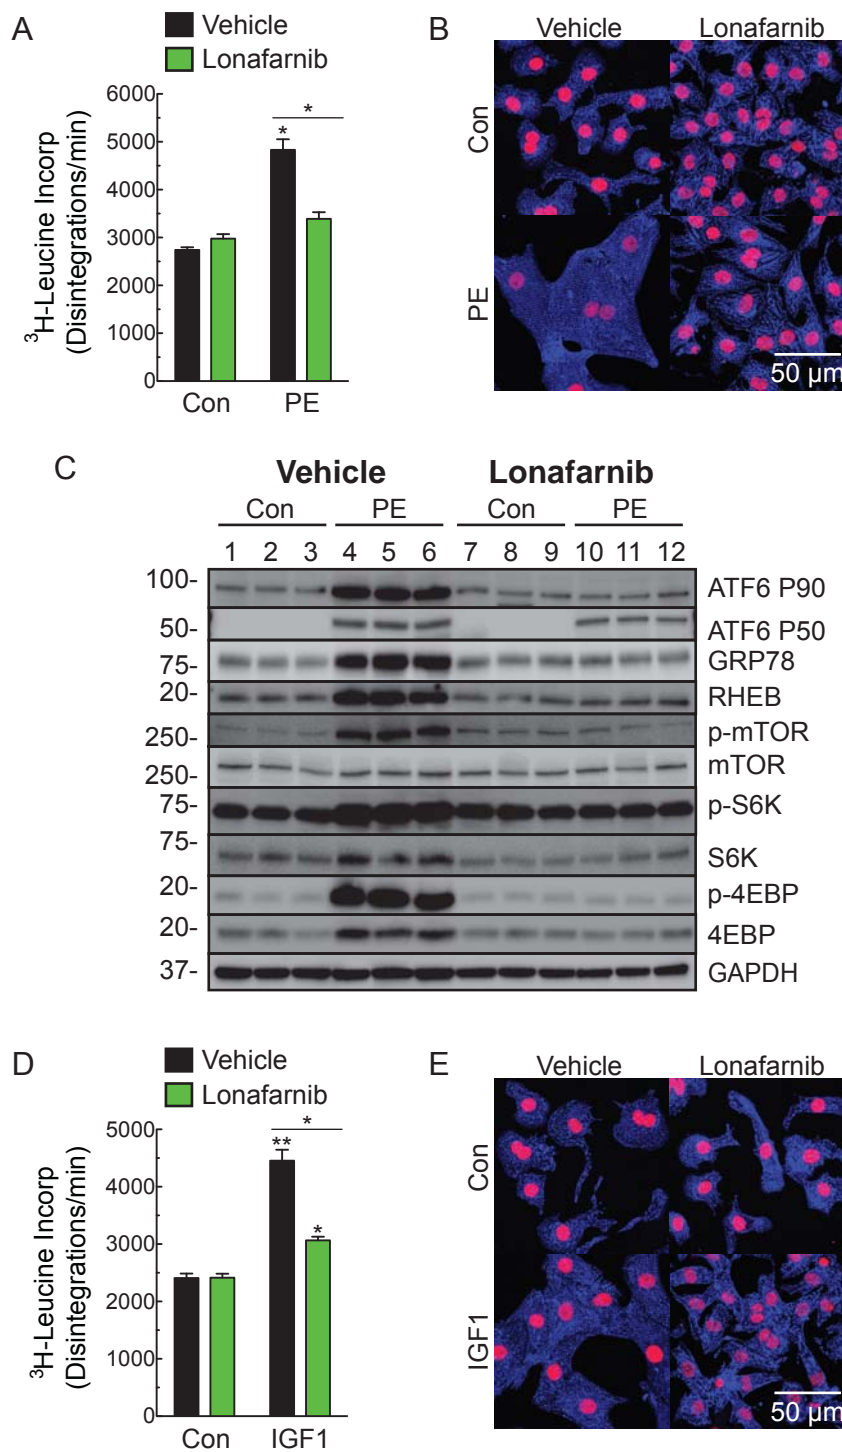 A
Vehicle
Lonafarnib
³H-Leucine Incorp
(Disintegrations/min)
6000
5000
4000
3000
2000
1000
0
*
*
Con
PE
B
Vehicle
Lonafarnib
Con
PE
50 µm
C
Vehicle
Lonafarnib
Con
PE
Con
PE
1 2 3 4 5 6 7 8 9 10 11 12
100- ATF6 P90
50- ATF6 P50
75- GRP78
20- RHEB
250- p-mTOR
250- mTOR
75- p-S6K
75- S6K
20- p-4EBP
20- 4EBP
37- GAPDH
D
Vehicle
Lonafarnib
³H-Leucine Incorp
(Disintegrations/min)
5000
4000
3000
2000
1000
0
*
**
*
Con
IGF1
E
Vehicle
Lonafarnib
Con
IGF1
50 µm